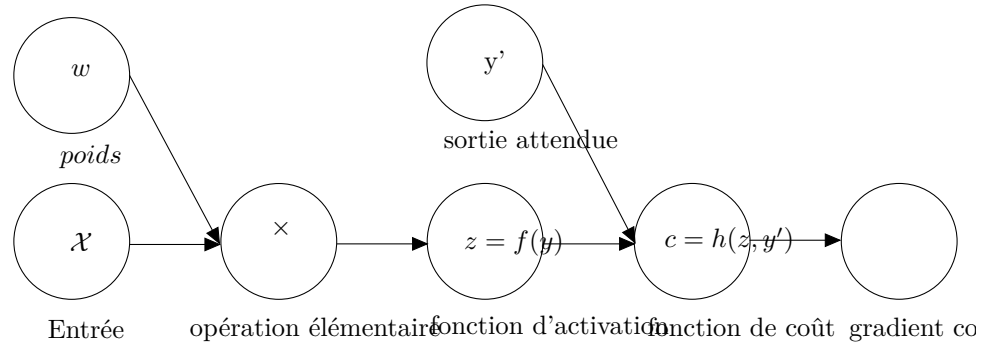 w
y'
sortie attendue
poids
𝒳
×
z = f(y)
c = h(z, y′)
Entrée
opération élémentaire
fonction d'activation
fonction de coût
gradient co